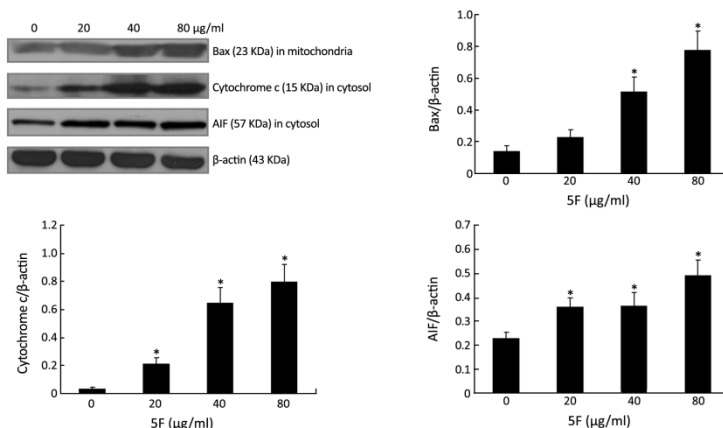 0 20 40 80 µg/ml
Bax (23 KDa) in mitochondria
Cytochrome c (15 KDa) in cytosol
AIF (57 KDa) in cytosol
β-actin (43 KDa)
1.0
0.8
0.6
0.4
0.2
0
Bax/β-actin
*
*
0 20 40 80
5F (µg/ml)
1.2
1.0
0.8
0.6
0.4
0.2
0
Cytochrome c/β-actin
*
*
*
0 20 40 80
5F (µg/ml)
0.7
0.6
0.5
0.4
0.3
0.2
0.1
0
AIF/β-actin
*
*
*
0 20 40 80
5F (µg/ml)